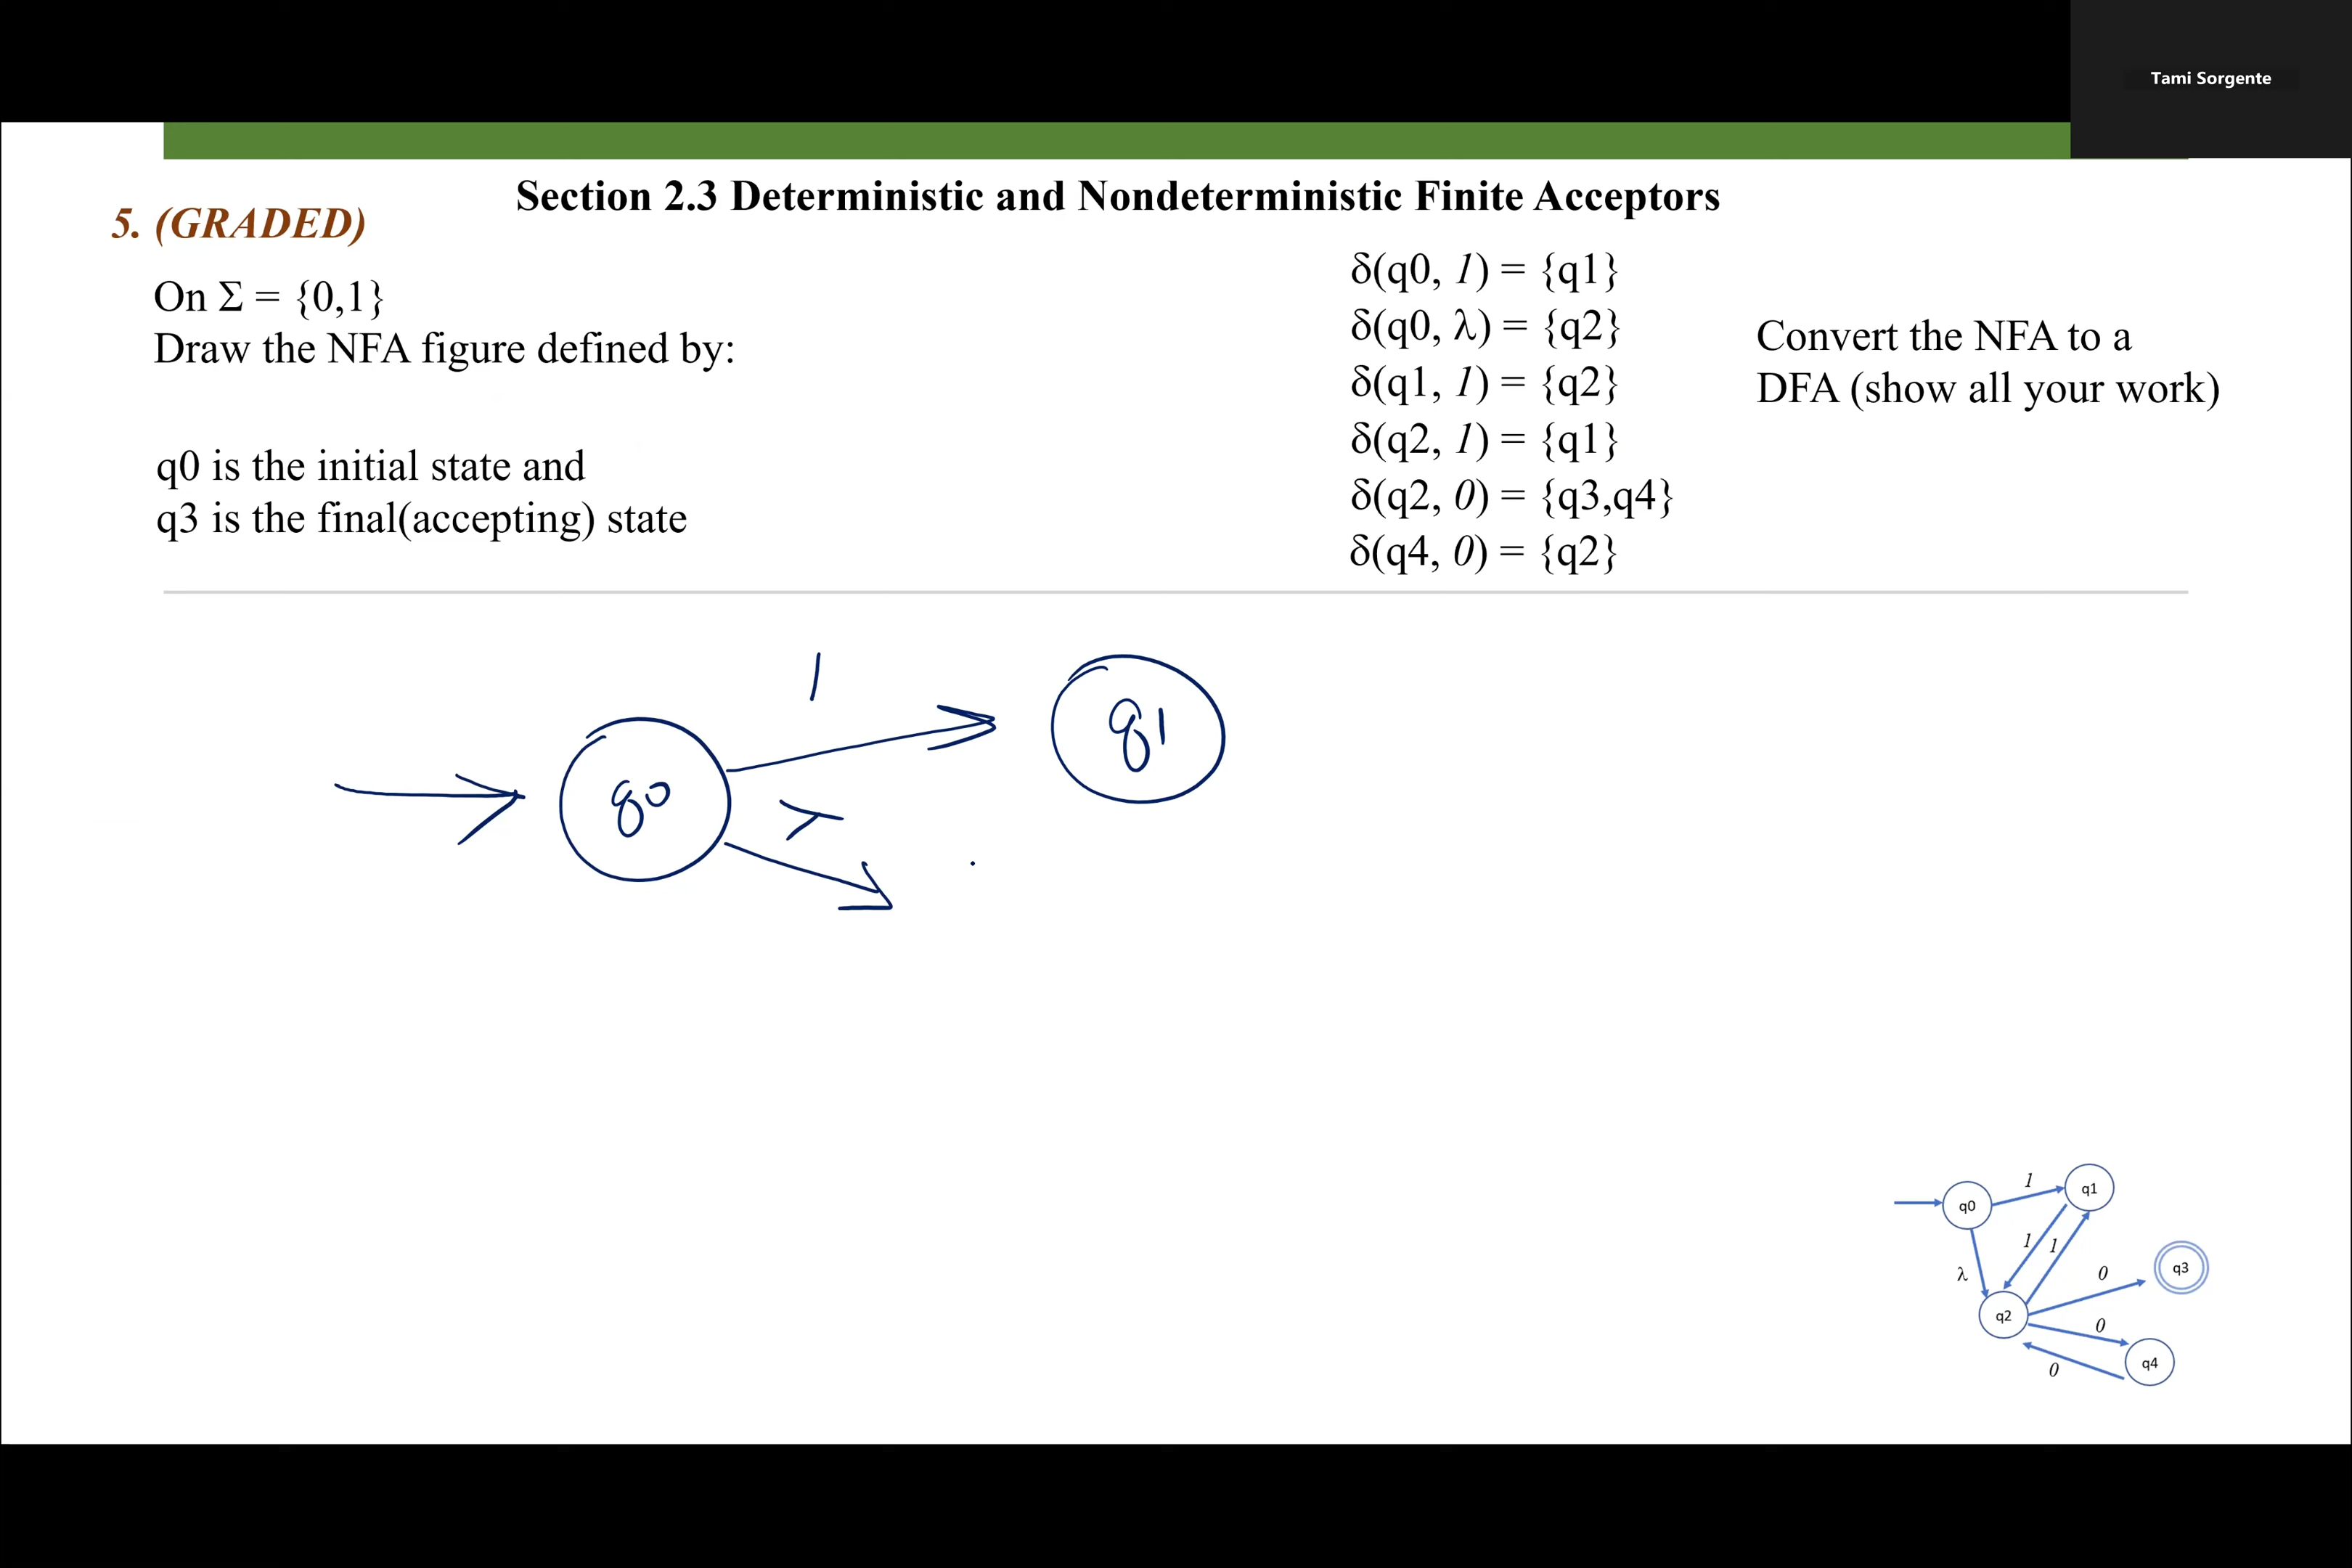 Tami Sorgente
Section 2.3 Deterministic and Nondeterministic Finite Acceptors
5. (GRADED)
On Σ = {0,1}
Draw the NFA figure defined by:
q0 is the initial state and
q3 is the final(accepting) state
δ(q0, 1) = {q1}
δ(q0, λ) = {q2}
δ(q1, 1) = {q2}
δ(q2, 1) = {q1}
δ(q2, 0) = {q3,q4}
δ(q4, 0) = {q2}
Convert the NFA to a
DFA (show all your work)
1
q1
q0
λ
1
q1
q0
1
1
0
q3
λ
q2
0
0
q4